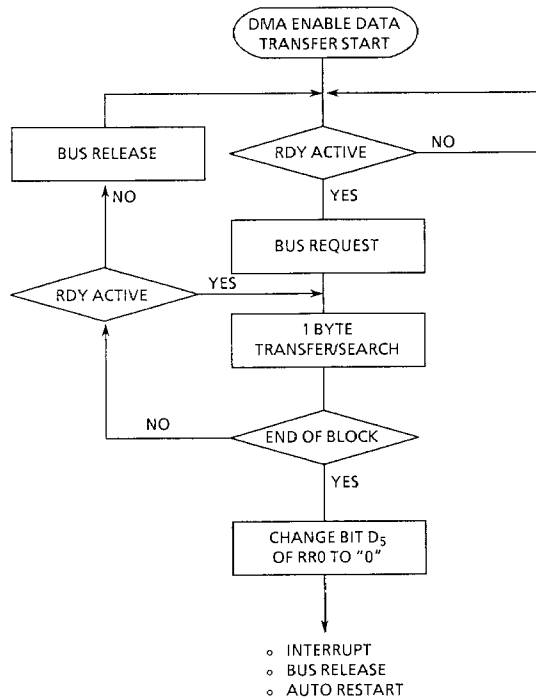 DMA ENABLE DATA
TRANSFER START
BUS RELEASE
RDY ACTIVE
NO
NO
YES
BUS REQUEST
RDY ACTIVE
YES
1 BYTE
TRANSFER/SEARCH
NO
END OF BLOCK
YES
CHANGE BIT D5
OF RR0 TO "0"
∘ INTERRUPT
∘ BUS RELEASE
∘ AUTO RESTART